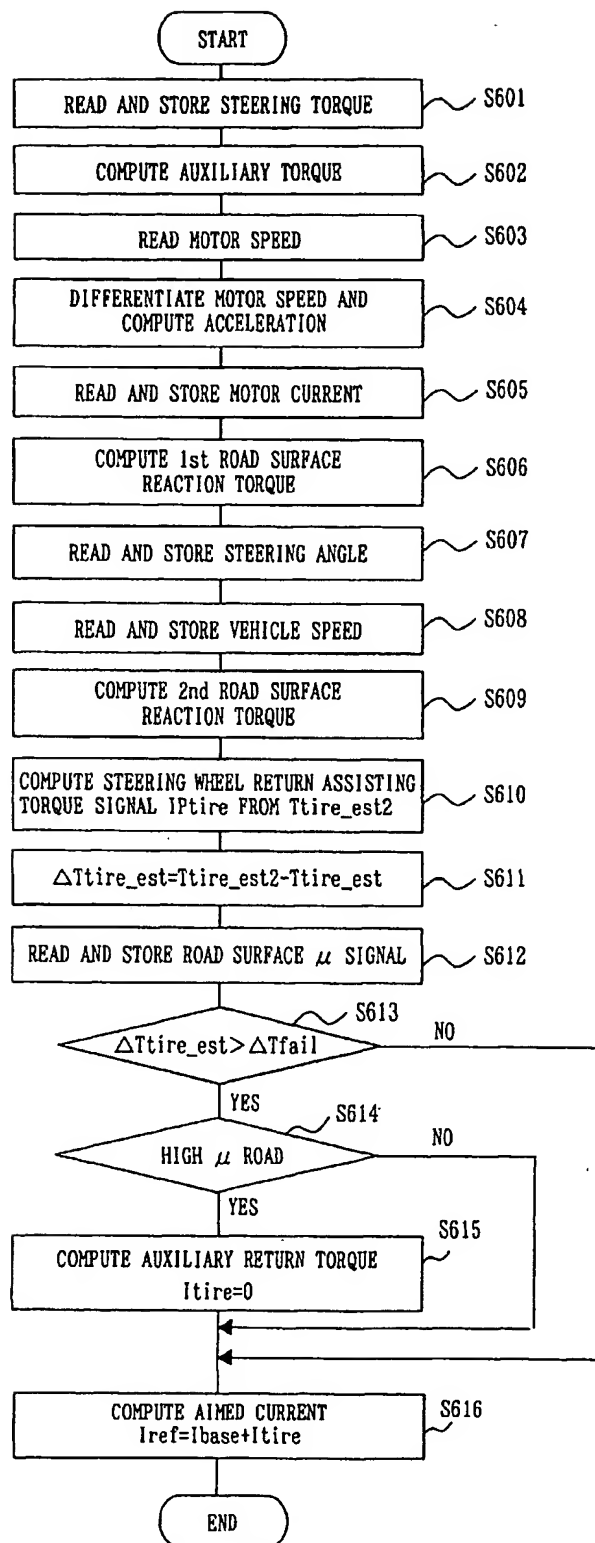 START
READ AND STORE STEERING TORQUE
S601
COMPUTE AUXILIARY TORQUE
S602
READ MOTOR SPEED
S603
DIFFERENTIATE MOTOR SPEED AND
COMPUTE ACCELERATION
S604
READ AND STORE MOTOR CURRENT
S605
COMPUTE 1st ROAD SURFACE
REACTION TORQUE
S606
READ AND STORE STEERING ANGLE
S607
READ AND STORE VEHICLE SPEED
S608
COMPUTE 2nd ROAD SURFACE
REACTION TORQUE
S609
COMPUTE STEERING WHEEL RETURN ASSISTING
TORQUE SIGNAL IPtire FROM Ttire_est2
S610
△Ttire_est=Ttire_est2-Ttire_est
S611
READ AND STORE ROAD SURFACE μ SIGNAL
S612
S613
△Ttire_est>△Tfail
NO
YES
S614
HIGH μ ROAD
NO
YES
S615
COMPUTE AUXILIARY RETURN TORQUE
Itire=0
S616
COMPUTE AIMED CURRENT
Iref=Ibase+Itire
END